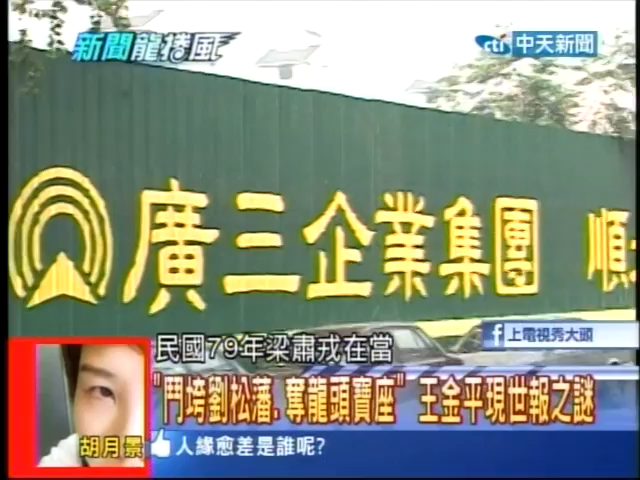 新聞龍捲風
cti 中天新聞
廣三企業集團 順
f 上電視秀大頭
民國79年梁肅戎在當
"鬥垮劉松藩.奪龍頭寶座" 王金平現世報之謎
胡月景
人緣愈差是誰呢?